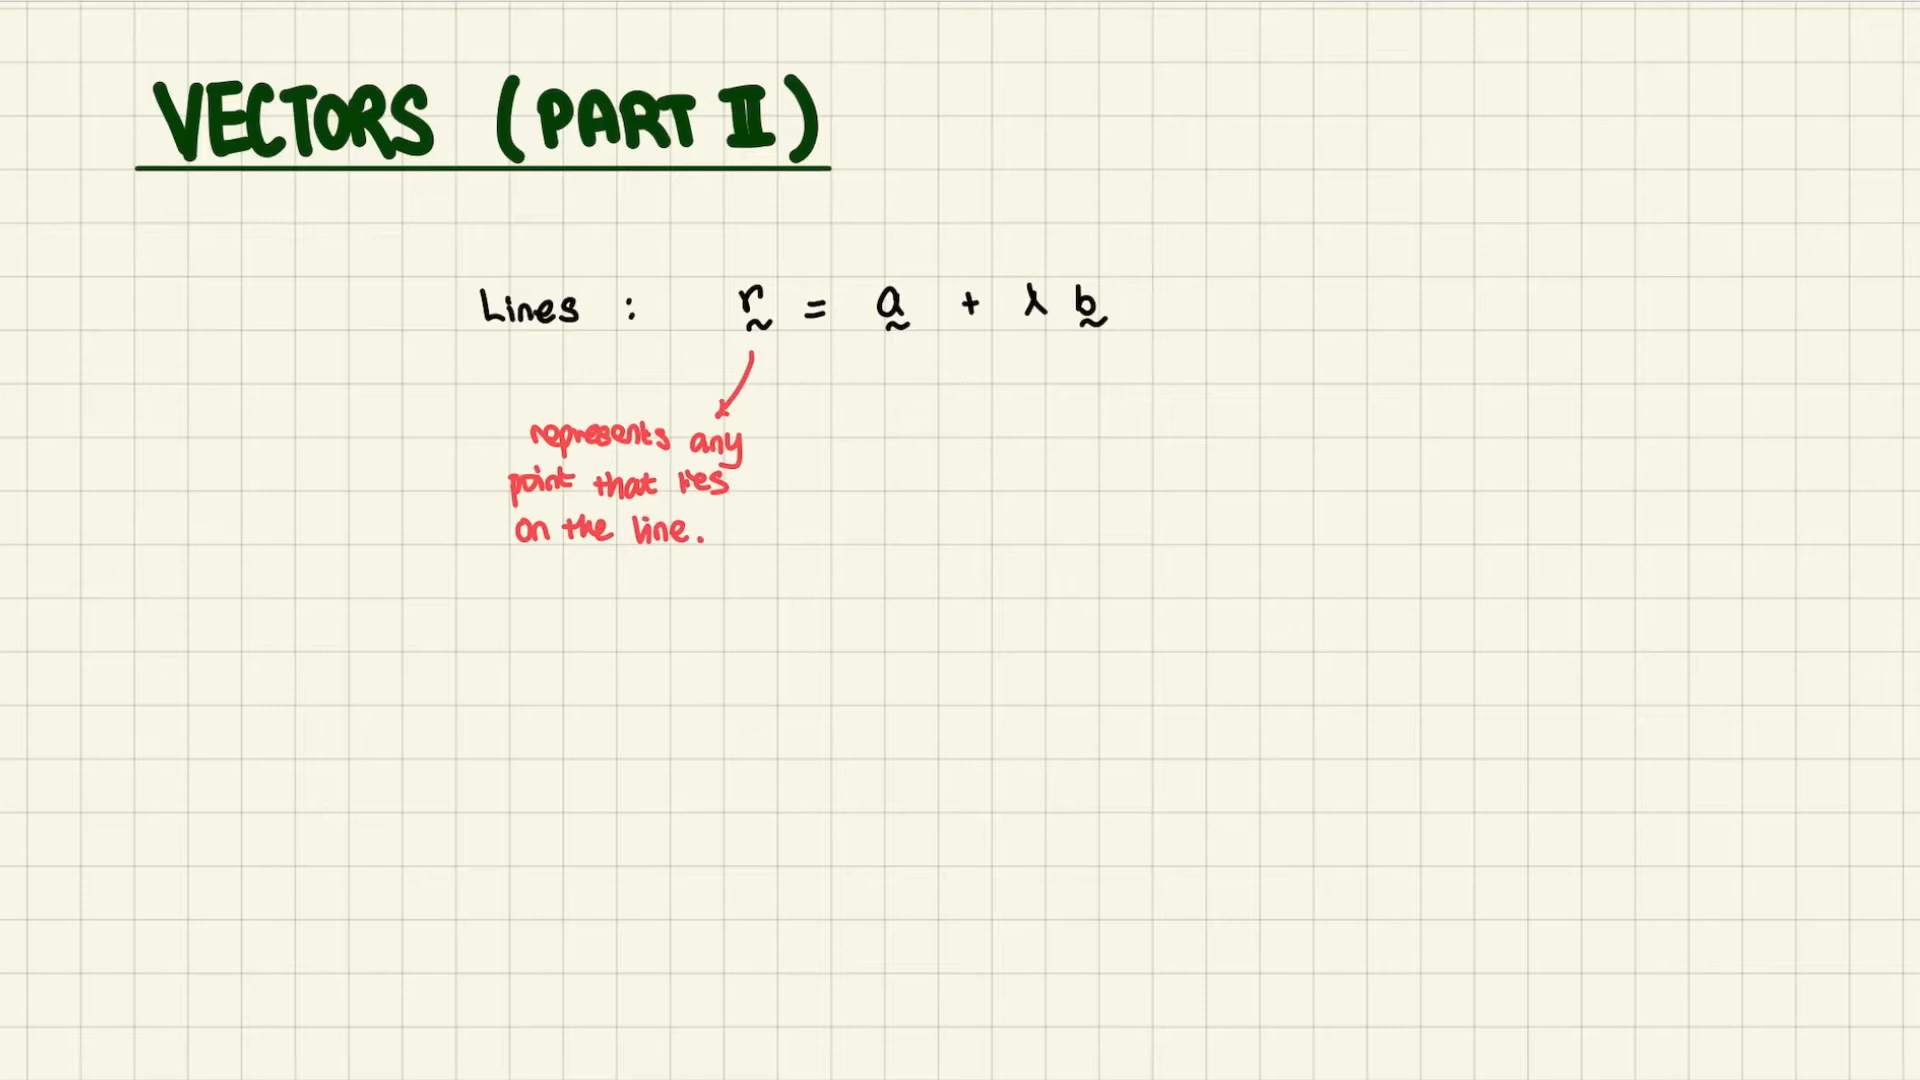 VECTORS (PART II)
Lines : r̰ = a̰ + λ b̰
represents any
point that lies
on the line.